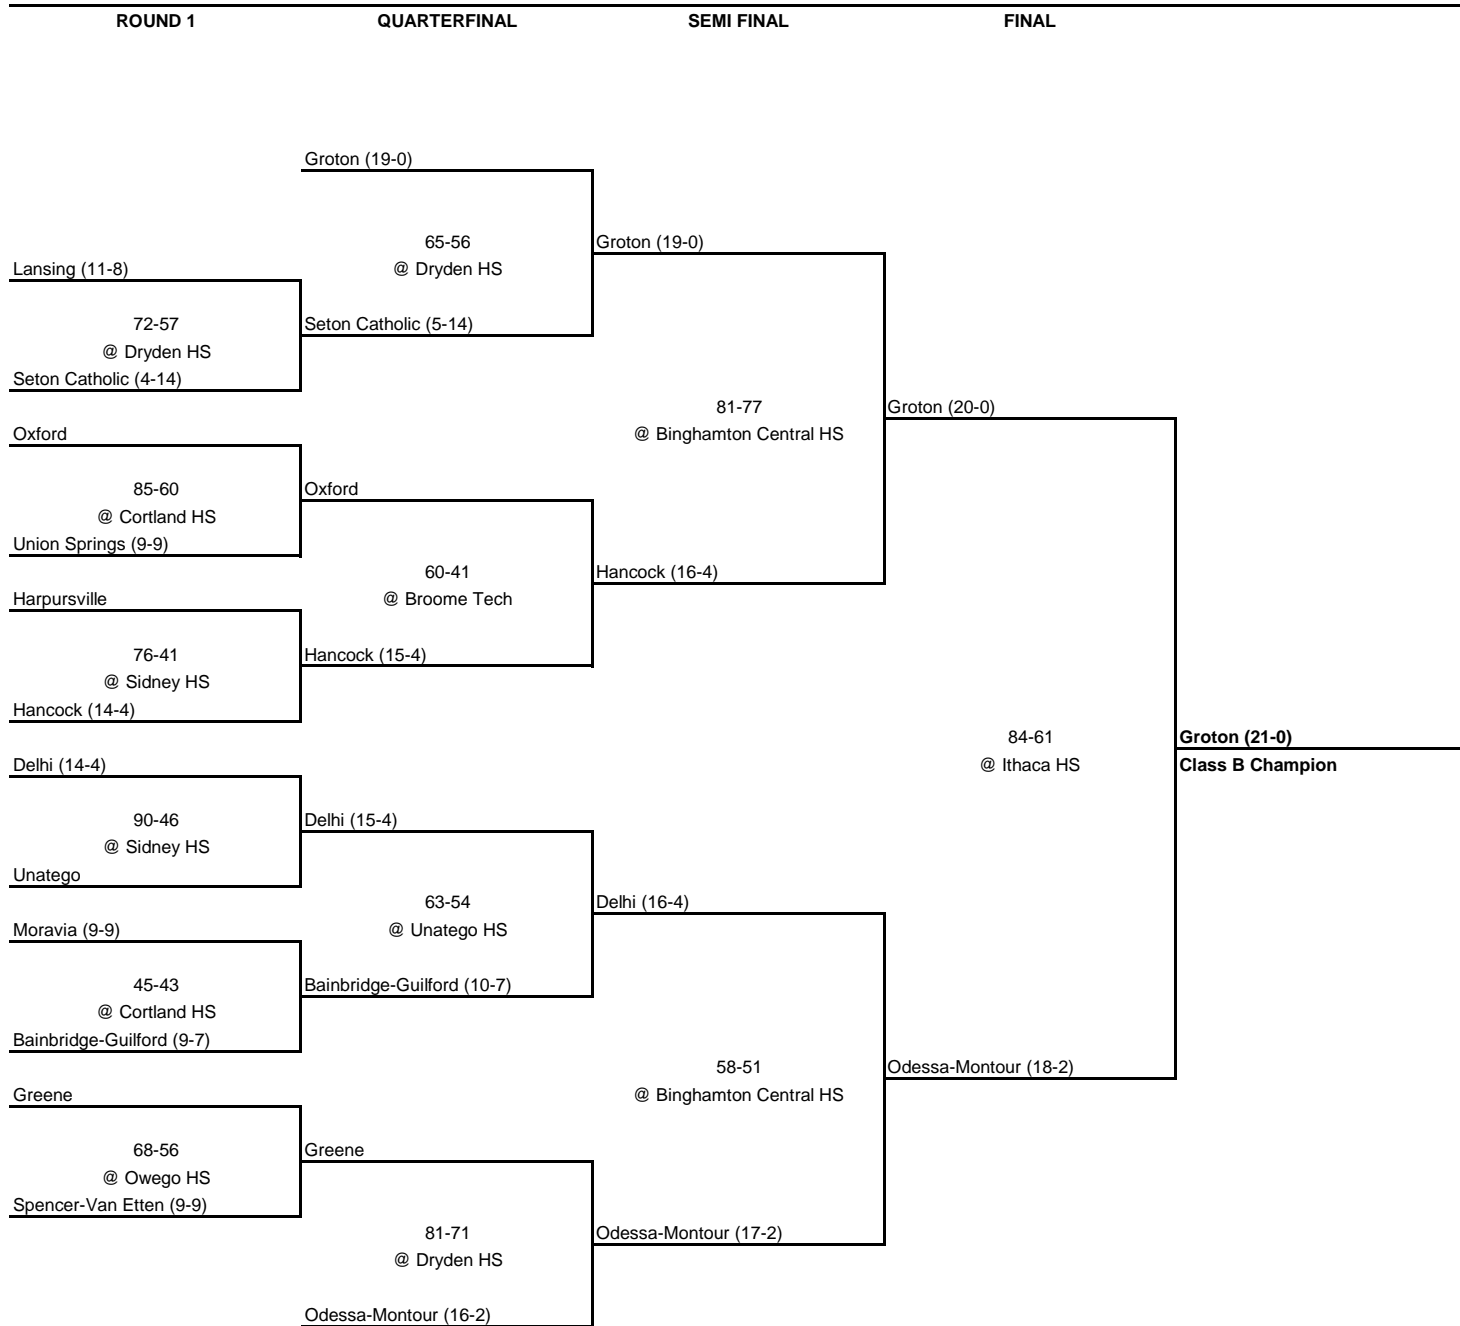 ROUND 1 QUARTERFINAL SEMI FINAL FINAL
Groton (19-0)
65-56
@ Dryden HS
Groton (19-0)
Lansing (11-8)
72-57
@ Dryden HS
Seton Catholic (5-14)
Seton Catholic (4-14)
81-77
@ Binghamton Central HS
Groton (20-0)
Oxford
85-60
@ Cortland HS
Oxford
Union Springs (9-9)
60-41
@ Broome Tech
Hancock (16-4)
Harpursville
76-41
@ Sidney HS
Hancock (15-4)
Hancock (14-4)
84-61
@ Ithaca HS
Groton (21-0)
Class B Champion
Delhi (14-4)
90-46
@ Sidney HS
Delhi (15-4)
Unatego
63-54
@ Unatego HS
Delhi (16-4)
Moravia (9-9)
45-43
@ Cortland HS
Bainbridge-Guilford (10-7)
Bainbridge-Guilford (9-7)
58-51
@ Binghamton Central HS
Odessa-Montour (18-2)
Greene
68-56
@ Owego HS
Greene
Spencer-Van Etten (9-9)
81-71
@ Dryden HS
Odessa-Montour (17-2)
Odessa-Montour (16-2)